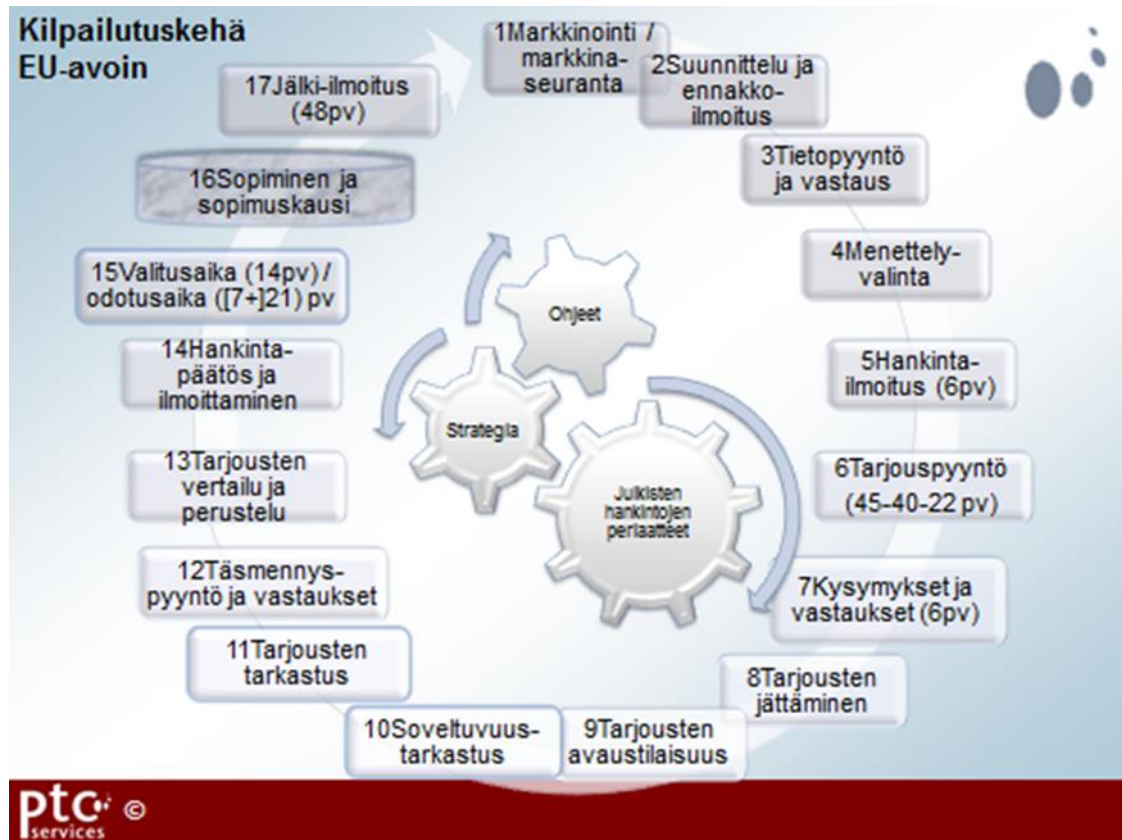 Kilpailutuskehä
EU-avoin
1Markkinointi /
markkina-
seuranta
2Suunnittelu ja
ennakko-
ilmoitus
3Tietopyyntö
ja vastaus
4Menettely-
valinta
5Hankinta-
ilmoitus (6pv)
6Tarjouspyyntö
(45-40-22 pv)
7Kysymykset ja
vastaukset (6pv)
8Tarjousten
jättäminen
9Tarjousten
avaustilaisuus
10Soveltuvuus-
tarkastus
11Tarjousten
tarkastus
12Täsmennys-
pyyntö ja vastaukset
13Tarjousten
vertailu ja
perustelu
14Hankinta-
päätös ja
ilmoittaminen
15Valitusaika (14pv) /
odotusaika ([7+]21) pv
16Sopiminen ja
sopimuskausi
17Jälki-ilmoitus
(48pv)
Ohjeet
Strategia
Julkisten
hankintojen
periaatteet
ptc ©
services